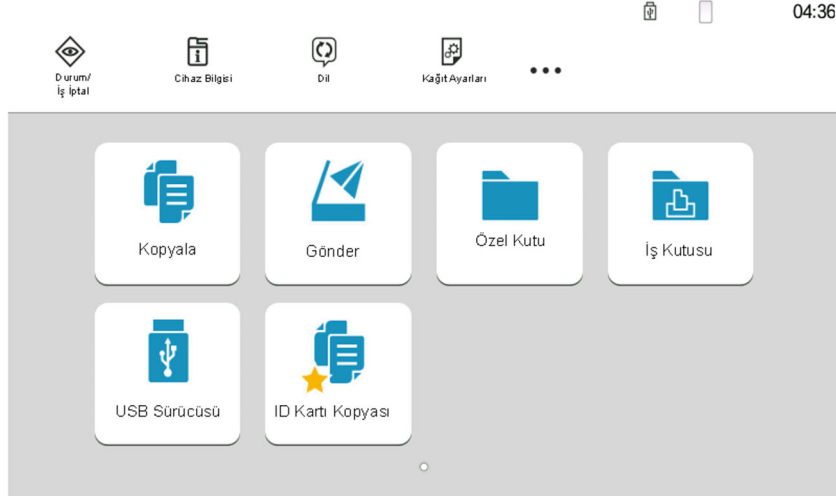 04:36
Durum/
İş İptal
Cihaz Bilgisi
Dil
Kağıt Ayarları
Kopyala
Gönder
Özel Kutu
İş Kutusu
USB Sürücüsü
ID Kartı Kopyası